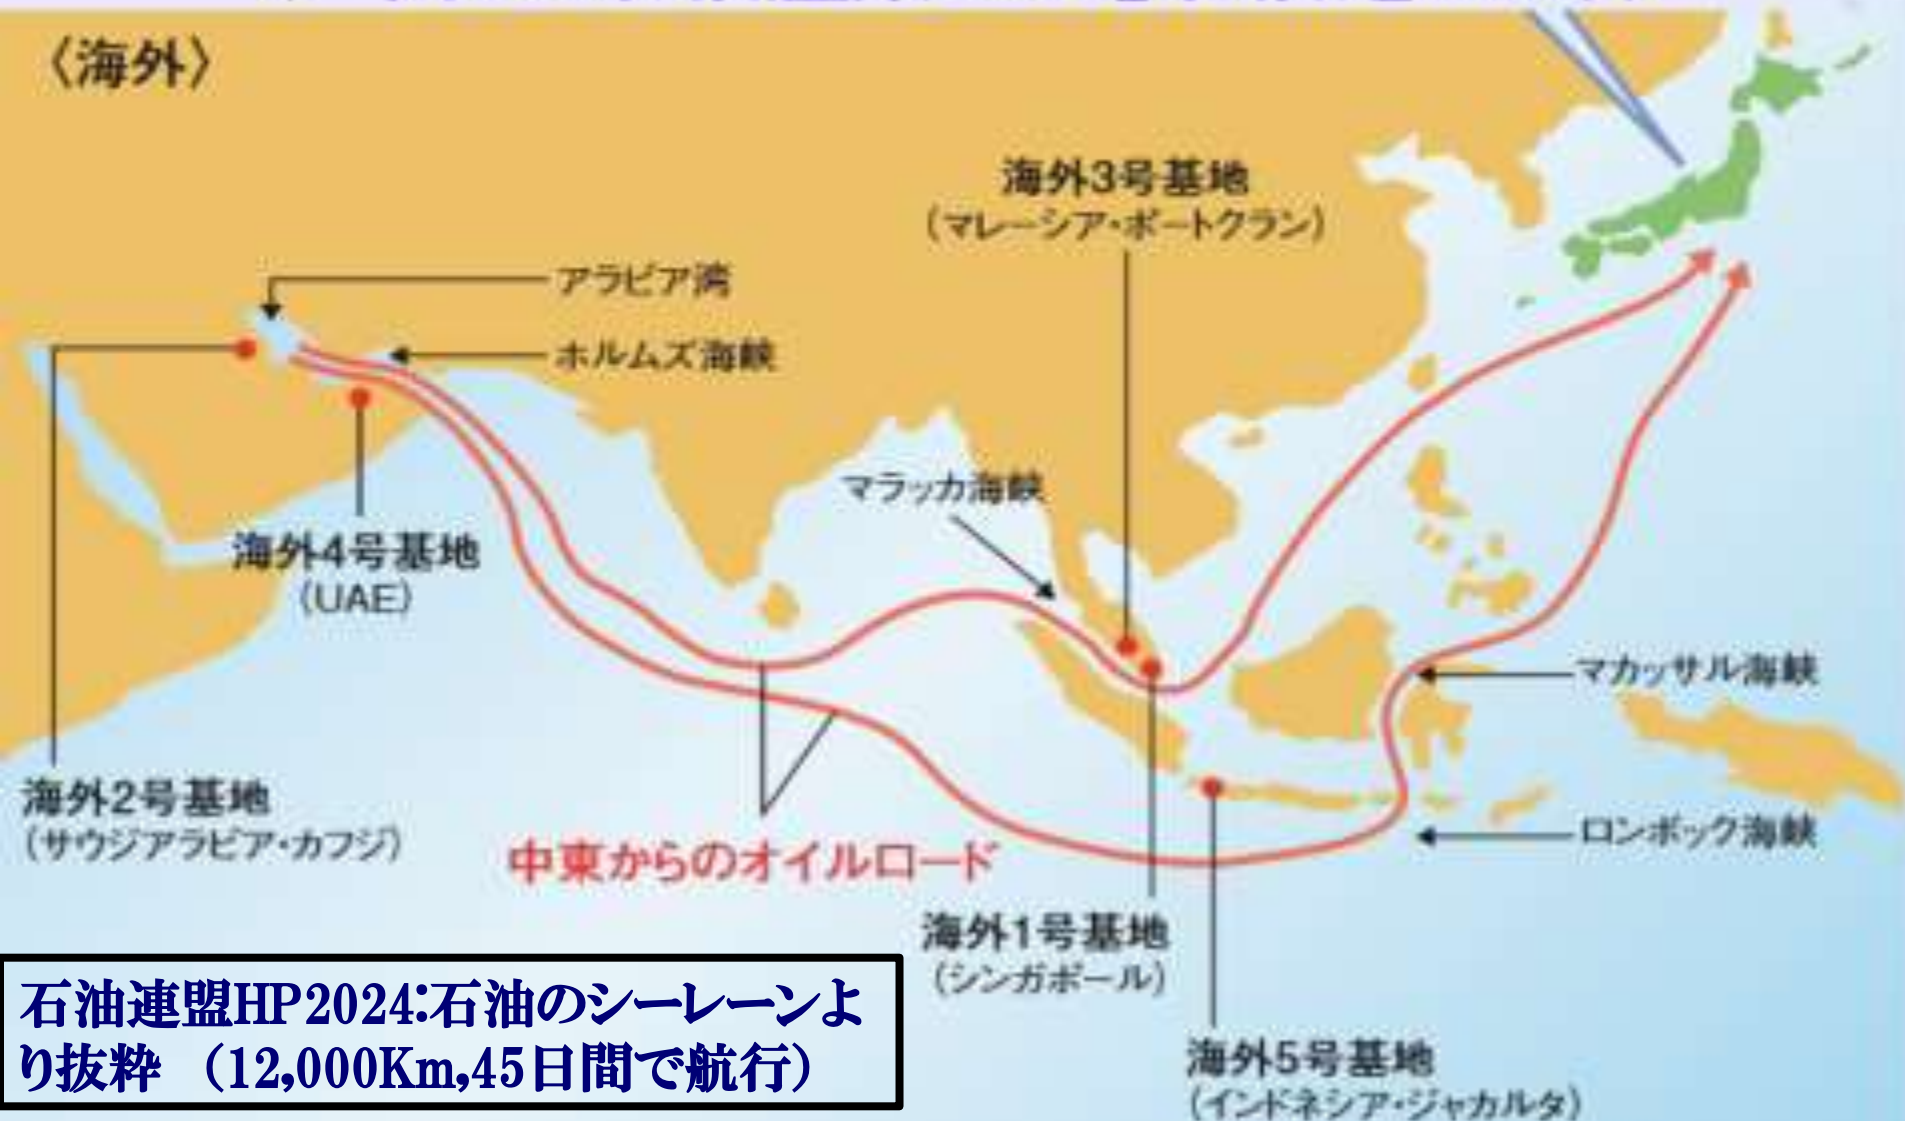 〈海外〉
海外3号基地
（マレーシア・ポートクラン）
アラビア湾
ホルムズ海峡
マラッカ海峡
海外4号基地
（UAE）
マカッサル海峡
海外2号基地
（サウジアラビア・カフジ）
ロンボック海峡
中東からのオイルロード
海外1号基地
（シンガポール）
石油連盟HP2024:石油のシーレーンよ
り抜粋 （12,000Km,45日間で航行）
海外5号基地
（インドネシア・ジャカルタ）